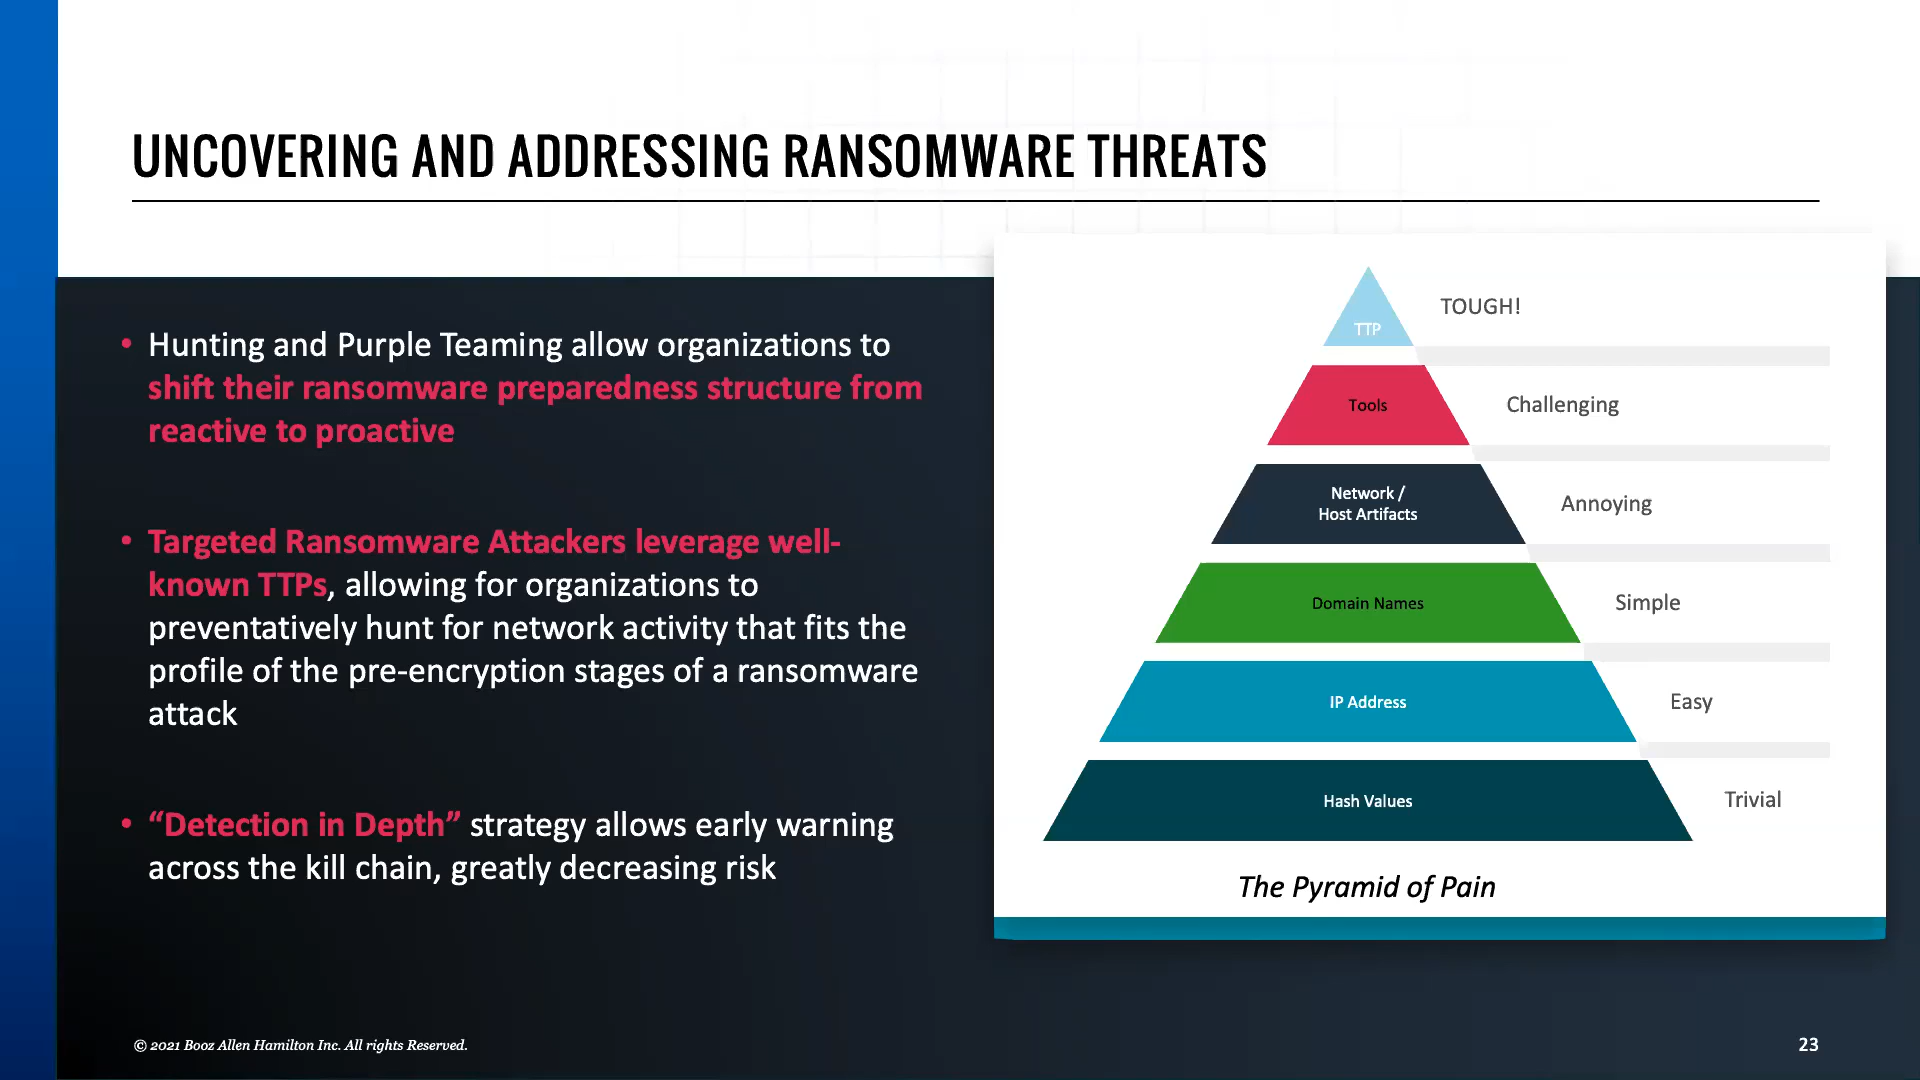 UNCOVERING AND ADDRESSING RANSOMWARE THREATS
• Hunting and Purple Teaming allow organizations to
shift their ransomware preparedness structure from
reactive to proactive
• Targeted Ransomware Attackers leverage well-
known TTPs, allowing for organizations to
preventatively hunt for network activity that fits the
profile of the pre-encryption stages of a ransomware
attack
• “Detection in Depth” strategy allows early warning
across the kill chain, greatly decreasing risk
TTP
TOUGH!
Tools
Challenging
Network /
Host Artifacts
Annoying
Domain Names
Simple
IP Address
Easy
Hash Values
Trivial
The Pyramid of Pain
© 2021 Booz Allen Hamilton Inc. All rights Reserved.
23